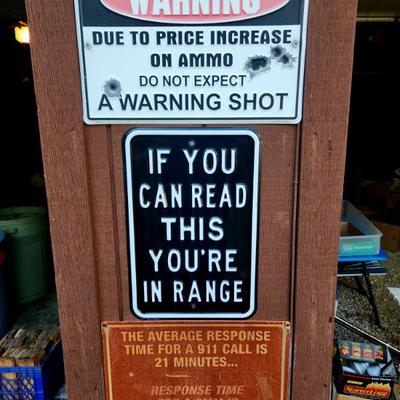 WARNING
DUE TO PRICE INCREASE
ON AMMO
DO NOT EXPECT
A WARNING SHOT
IF YOU
CAN READ
THIS
YOU'RE
IN RANGE
THE AVERAGE RESPONSE
TIME FOR A 911 CALL IS
21 MINUTES...
RESPONSE TIME